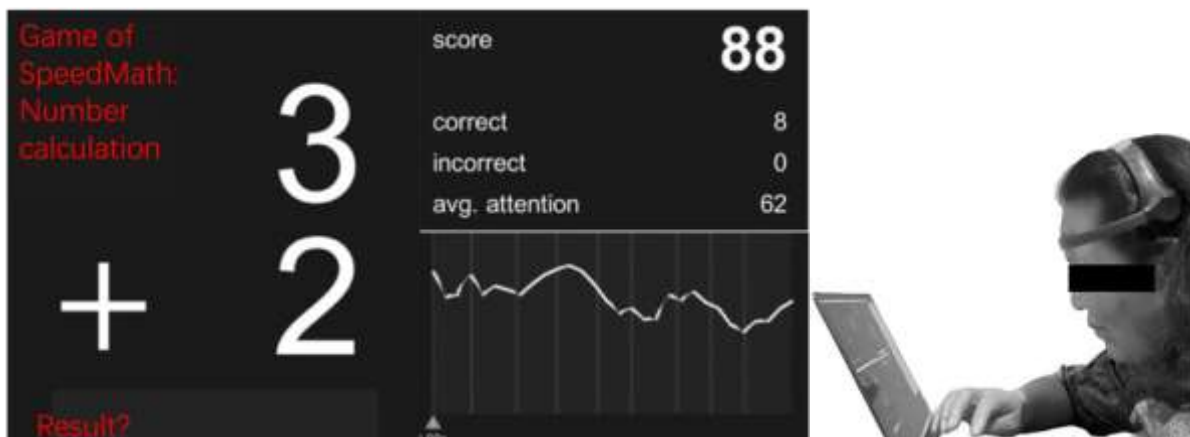 Game of
SpeedMath:
Number
calculation
3
+ 2
Result?
score 88
correct 8
incorrect 0
avg. attention 62